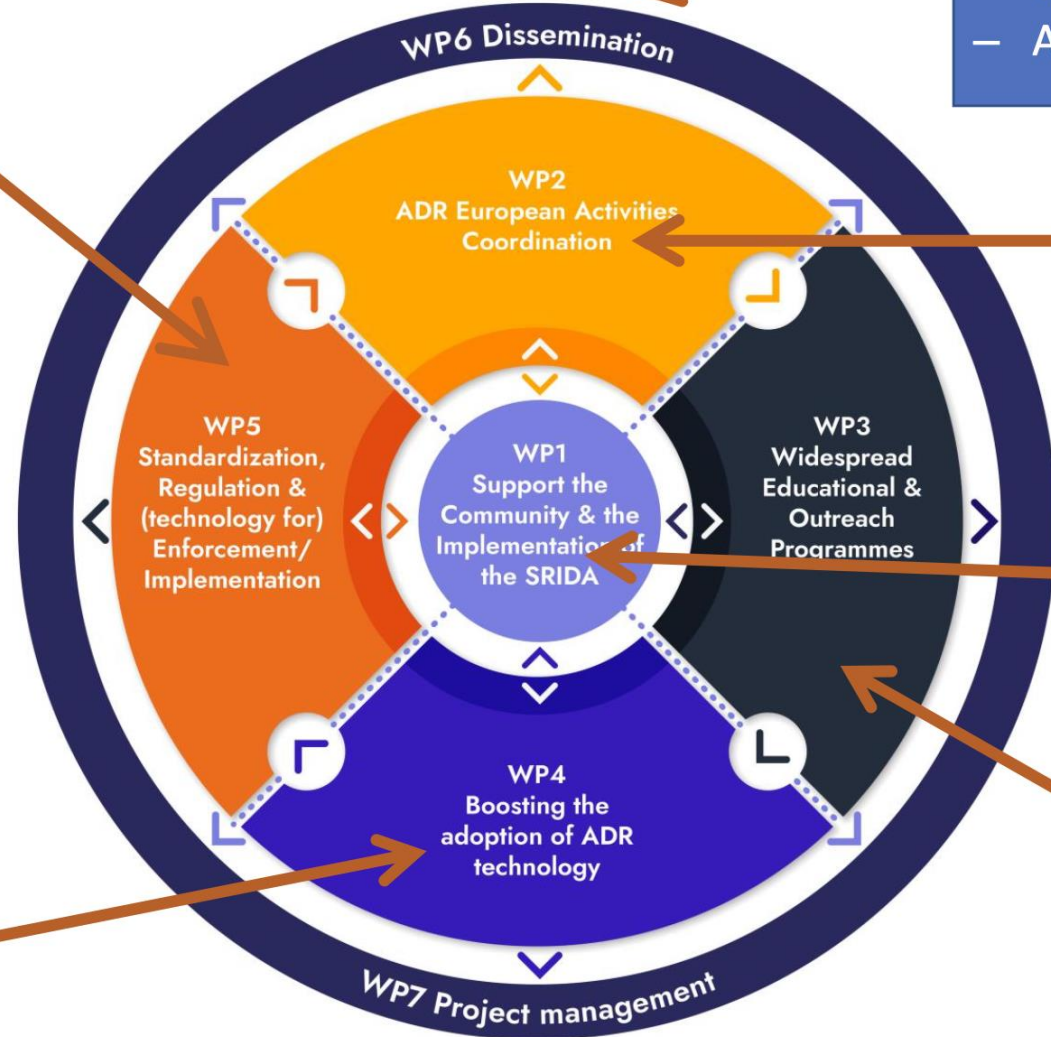 – A
WP6 Dissemination
WP2
ADR European Activities
Coordination
WP5
Standardization,
Regulation &
(technology for)
Enforcement/
Implementation
WP1
Support the
Community & the
Implementation of
the SRIDA
WP3
Widespread
Educational &
Outreach
Programmes
WP4
Boosting the
adoption of ADR
technology
WP7 Project management